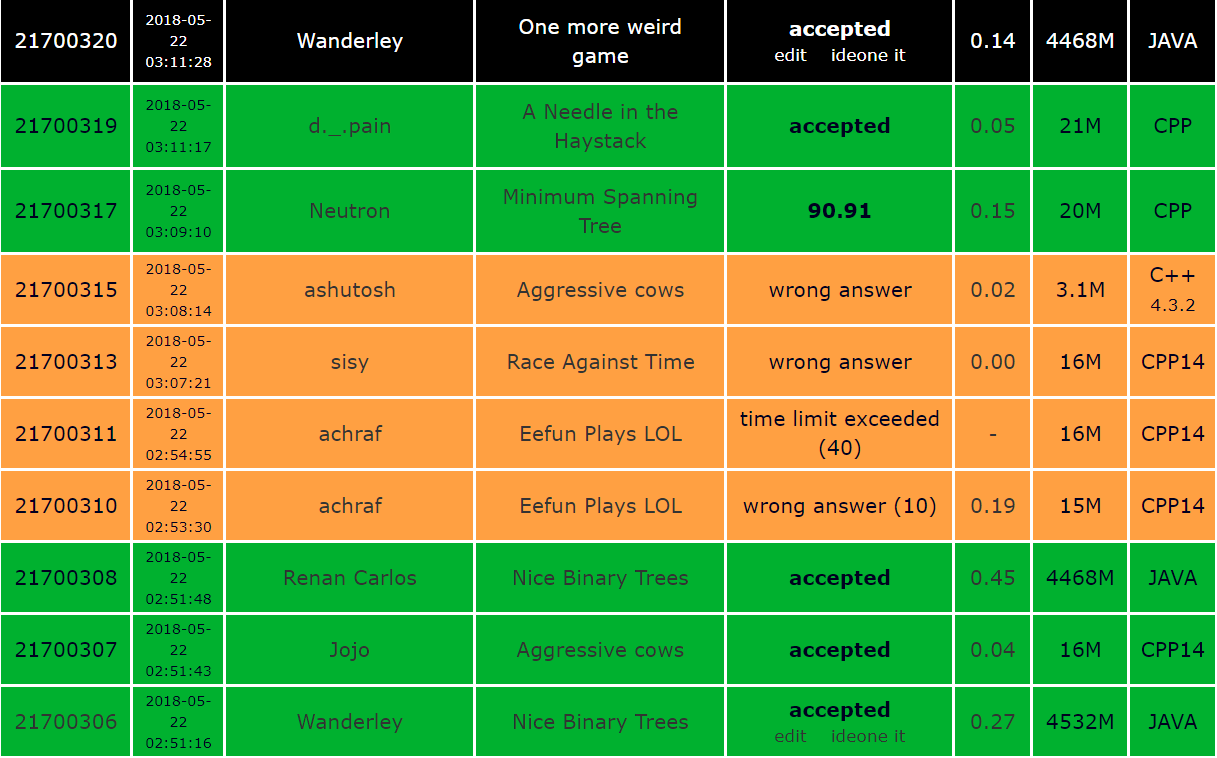 21700320 2018-05-22 03:11:28 Wanderley One more weird game accepted edit ideone it 0.14 4468M JAVA
21700319 2018-05-22 03:11:17 d._.pain A Needle in the Haystack accepted 0.05 21M CPP
21700317 2018-05-22 03:09:10 Neutron Minimum Spanning Tree 90.91 0.15 20M CPP
21700315 2018-05-22 03:08:14 ashutosh Aggressive cows wrong answer 0.02 3.1M C++ 4.3.2
21700313 2018-05-22 03:07:21 sisy Race Against Time wrong answer 0.00 16M CPP14
21700311 2018-05-22 02:54:55 achraf Eefun Plays LOL time limit exceeded (40) - 16M CPP14
21700310 2018-05-22 02:53:30 achraf Eefun Plays LOL wrong answer (10) 0.19 15M CPP14
21700308 2018-05-22 02:51:48 Renan Carlos Nice Binary Trees accepted 0.45 4468M JAVA
21700307 2018-05-22 02:51:43 Jojo Aggressive cows accepted 0.04 16M CPP14
21700306 2018-05-22 02:51:16 Wanderley Nice Binary Trees accepted edit ideone it 0.27 4532M JAVA